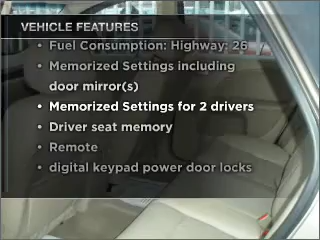 VEHICLE FEATURES
• Fuel Consumption: Highway: 26
• Memorized Settings including
door mirror(s)
• Memorized Settings for 2 drivers
• Driver seat memory
• Remote
• digital keypad power door locks